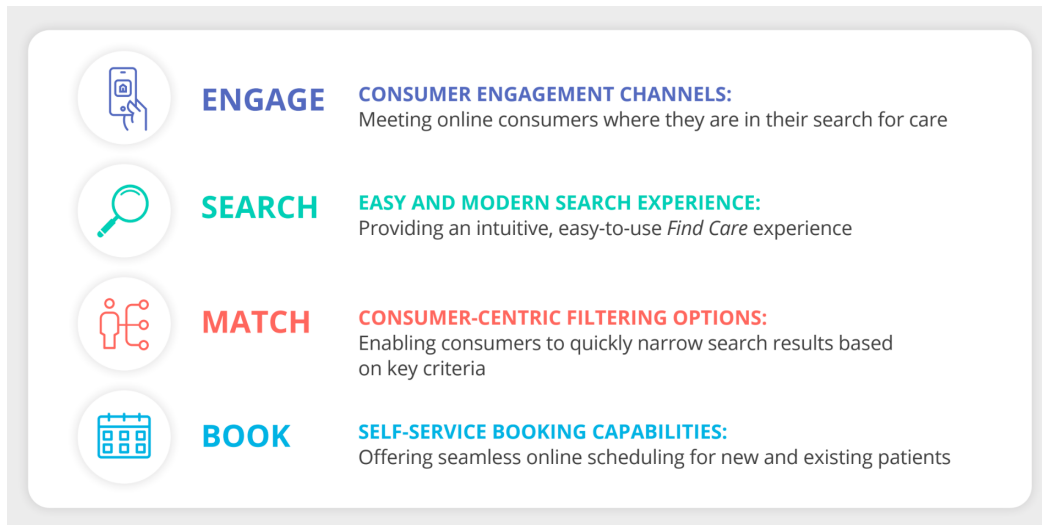 ENGAGE
CONSUMER ENGAGEMENT CHANNELS:
Meeting online consumers where they are in their search for care
SEARCH
EASY AND MODERN SEARCH EXPERIENCE:
Providing an intuitive, easy-to-use Find Care experience
MATCH
CONSUMER-CENTRIC FILTERING OPTIONS:
Enabling consumers to quickly narrow search results based
on key criteria
BOOK
SELF-SERVICE BOOKING CAPABILITIES:
Offering seamless online scheduling for new and existing patients